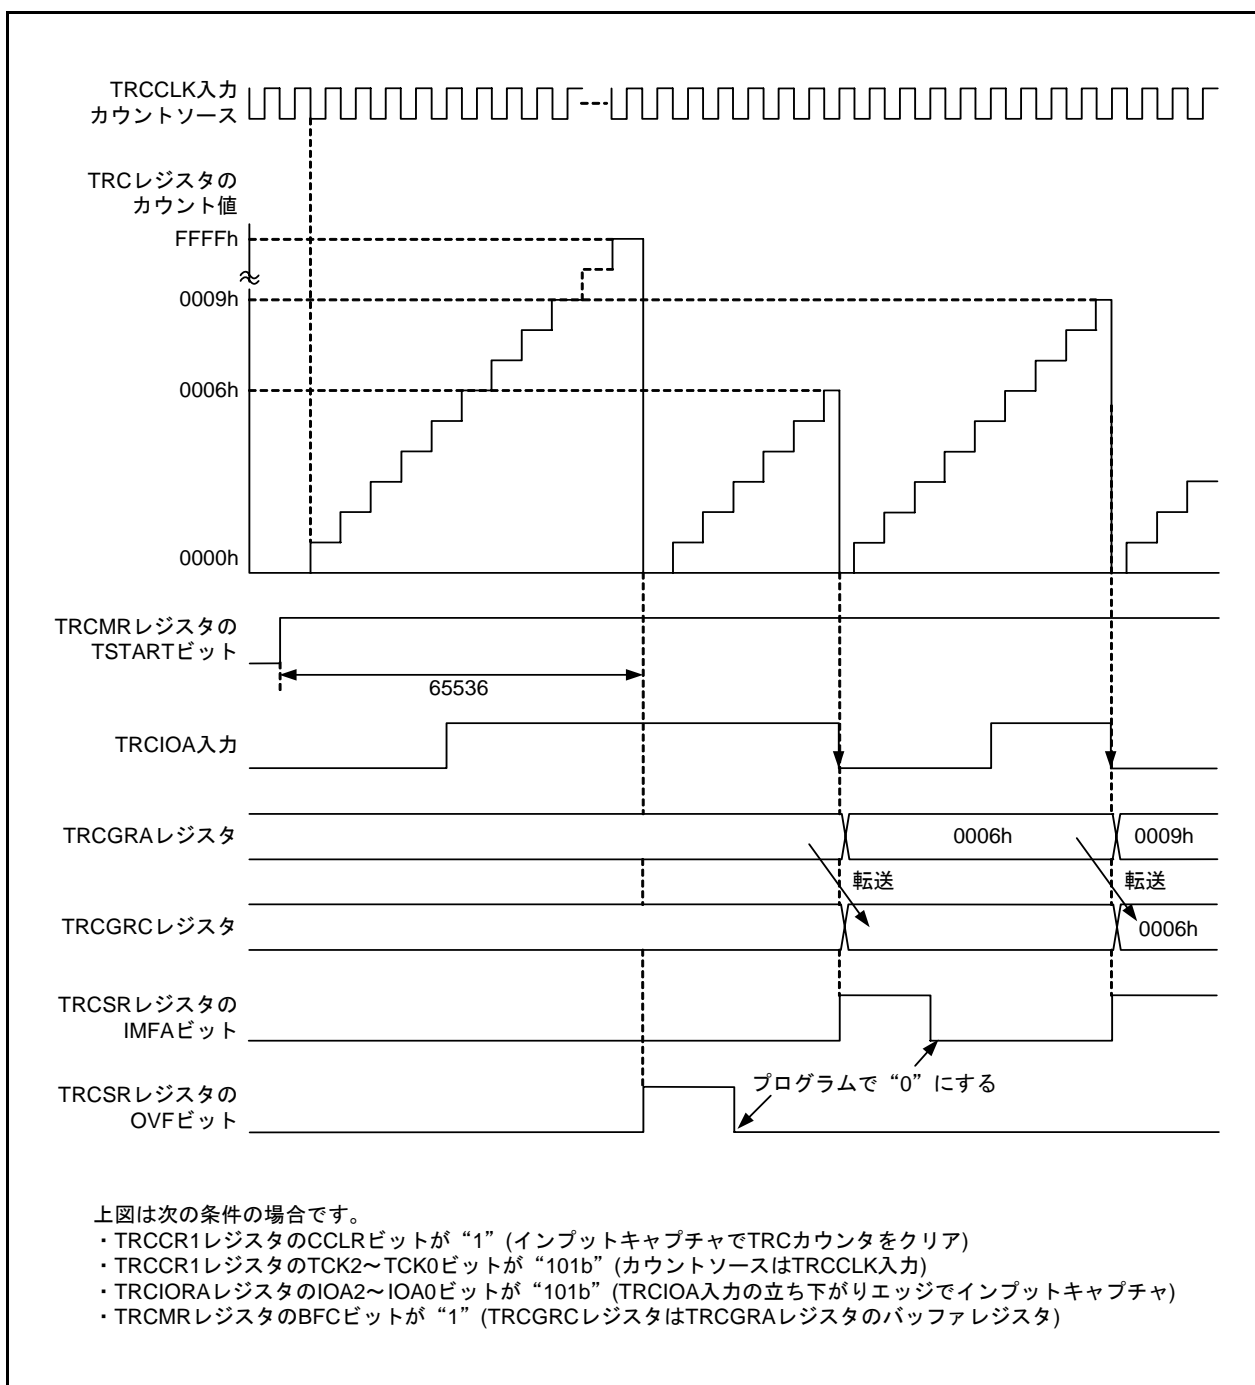 TRCCLK入力
カウントソース
TRCレジスタの
カウント値
FFFFh
0009h
0006h
0000h
TRCMRレジスタの
TSTARTビット
65536
TRCIOA入力
TRCGRAレジスタ
0006h
0009h
転送
転送
TRCGRCレジスタ
0006h
TRCSRレジスタの
IMFAビット
プログラムで“0”にする
TRCSRレジスタの
OVFビット
上図は次の条件の場合です。
・TRCCR1レジスタのCCLRビットが“1”(インプットキャプチャでTRCカウンタをクリア)
・TRCCR1レジスタのTCK2～TCK0ビットが“101b”(カウントソースはTRCCLK入力)
・TRCIORAレジスタのIOA2～IOA0ビットが“101b”(TRCIOA入力の立ち下がりエッジでインプットキャプチャ)
・TRCMRレジスタのBFCビットが“1”(TRCGRCレジスタはTRCGRAレジスタのバッファレジスタ)